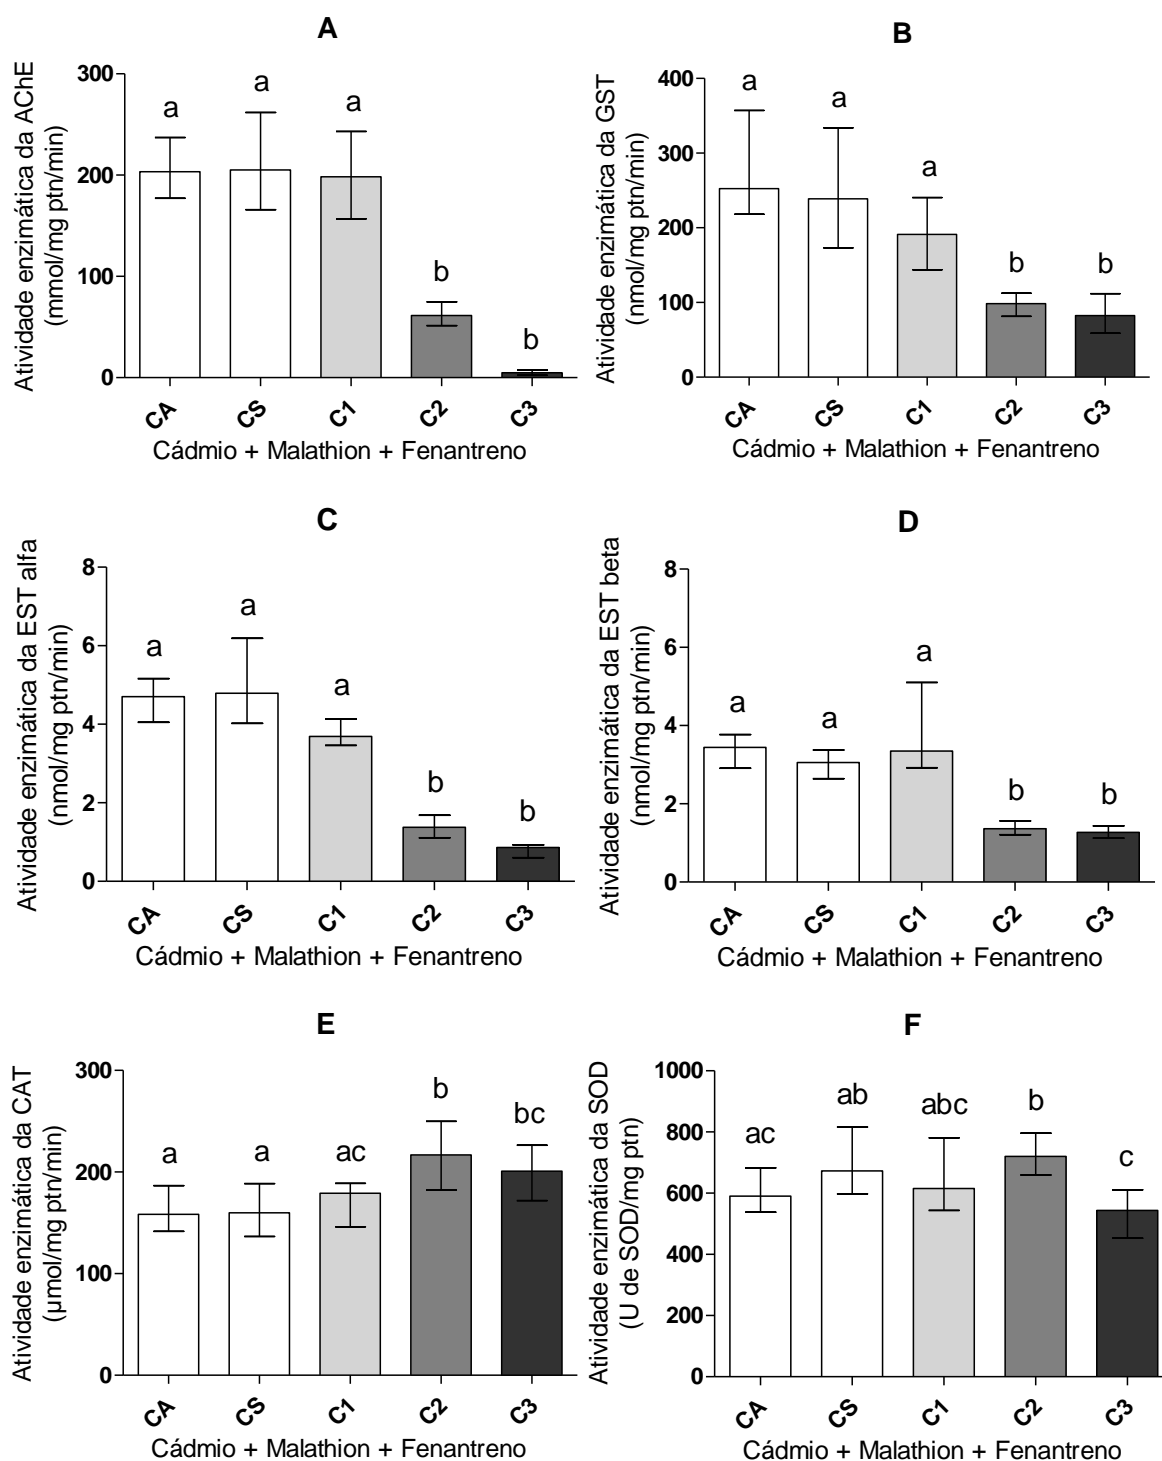 A
Atividade enzimática da AChE
(mmol/mg ptn/min)
300
200
100
0
a
a
a
b
b
CA
CS
C1
C2
C3
Cádmio + Malathion + Fenantreno
B
Atividade enzimática da GST
(nmol/mg ptn/min)
400
300
200
100
0
a
a
a
b
b
CA
CS
C1
C2
C3
Cádmio + Malathion + Fenantreno
C
Atividade enzimática da EST alfa
(nmol/mg ptn/min)
8
6
4
2
0
a
a
a
b
b
CA
CS
C1
C2
C3
Cádmio + Malathion + Fenantreno
D
Atividade enzimática da EST beta
(nmol/mg ptn/min)
8
6
4
2
0
a
a
a
b
b
CA
CS
C1
C2
C3
Cádmio + Malathion + Fenantreno
E
Atividade enzimática da CAT
(μmol/mg ptn/min)
300
200
100
0
a
a
ac
b
bc
CA
CS
C1
C2
C3
Cádmio + Malathion + Fenantreno
F
Atividade enzimática da SOD
(U de SOD/mg ptn)
1000
800
600
400
200
0
ac
ab
abc
b
c
CA
CS
C1
C2
C3
Cádmio + Malathion + Fenantreno